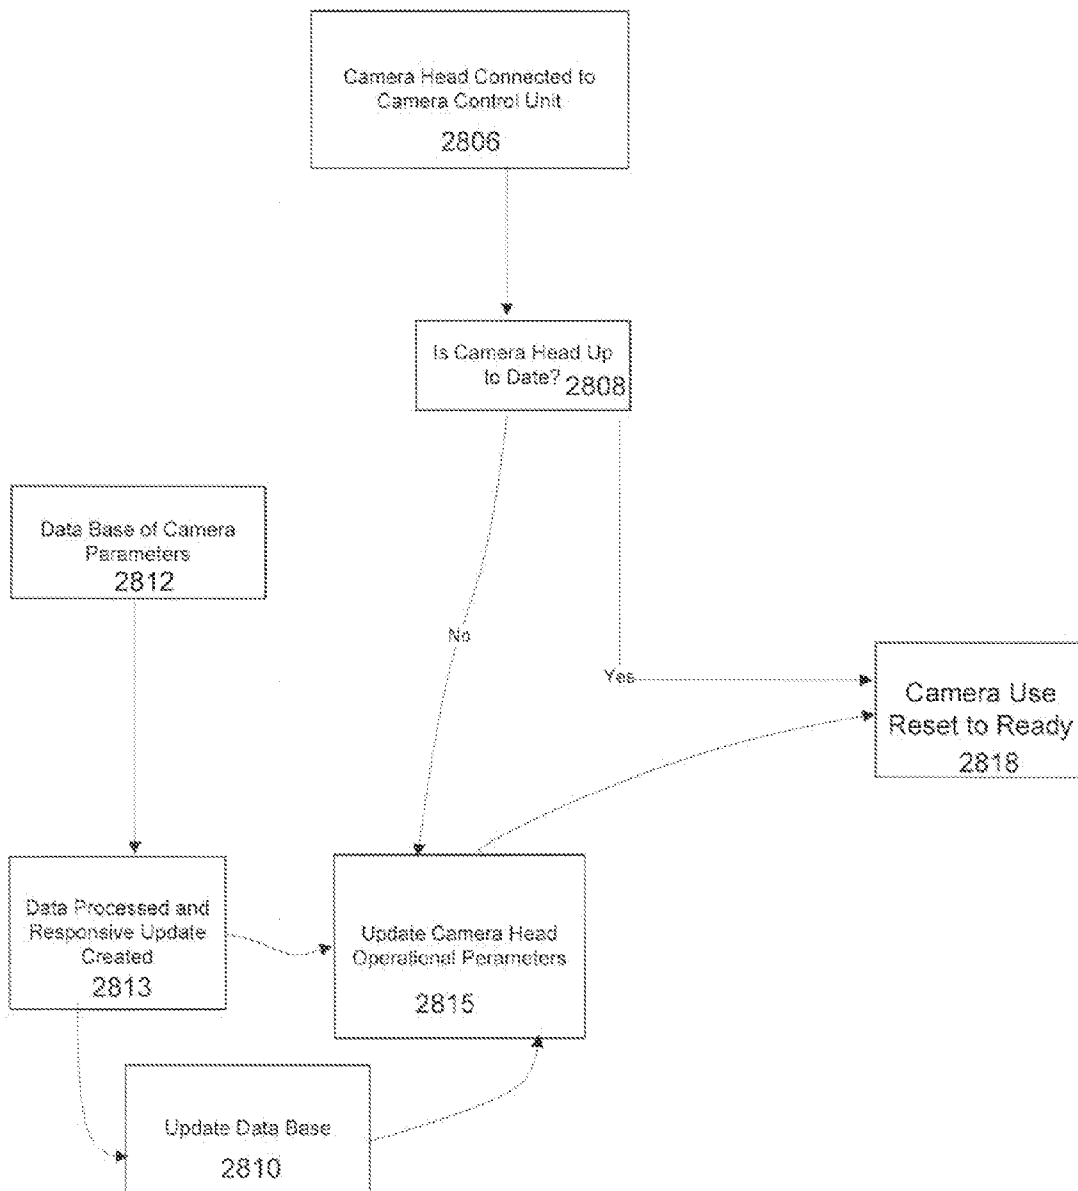 Camera Head Connected to
Camera Control Unit
2806
Is Camera Head Up
to Date? 2808
Data Base of Camera
Parameters
2812
No
Yes
Camera Use
Reset to Ready
2818
Data Processed and
Responsive Update
Created
2813
Update Camera Head
Operational Perameters
2815
Update Data Base
2810